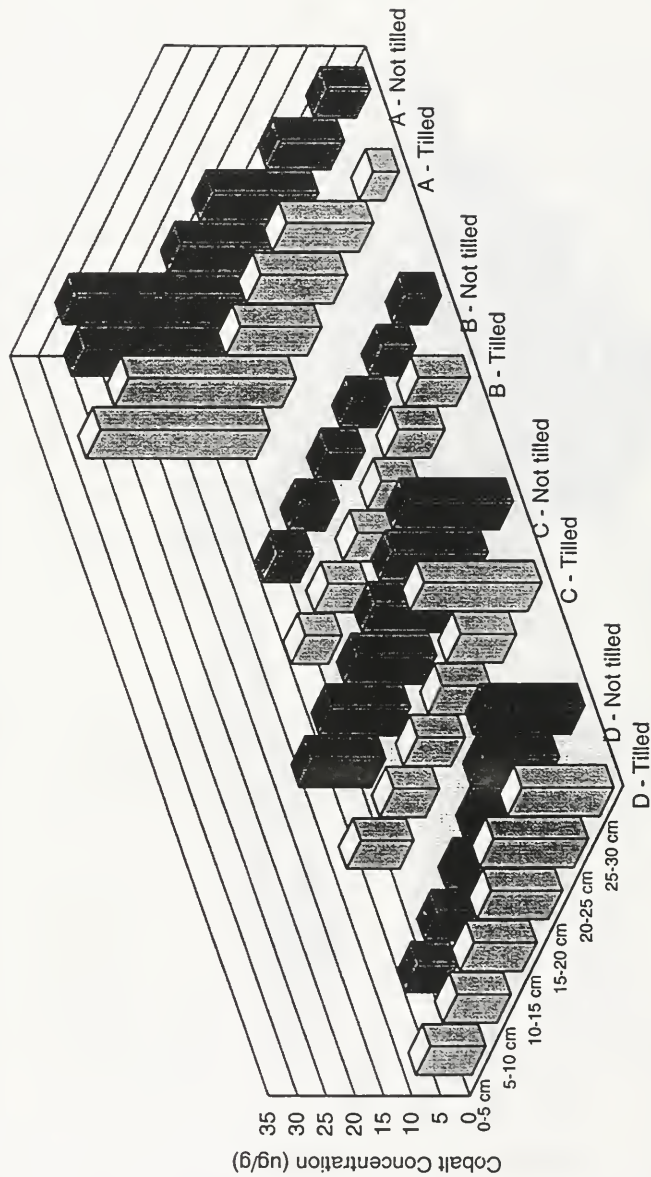 Cobalt Concentration (ug/g)
35
30
25
20
15
10
5
0
0-5 cm
5-10 cm
10-15 cm
15-20 cm
20-25 cm
25-30 cm
D - Tilled
D - Not tilled
C - Tilled
C - Not tilled
B - Tilled
B - Not tilled
A - Tilled
A - Not tilled